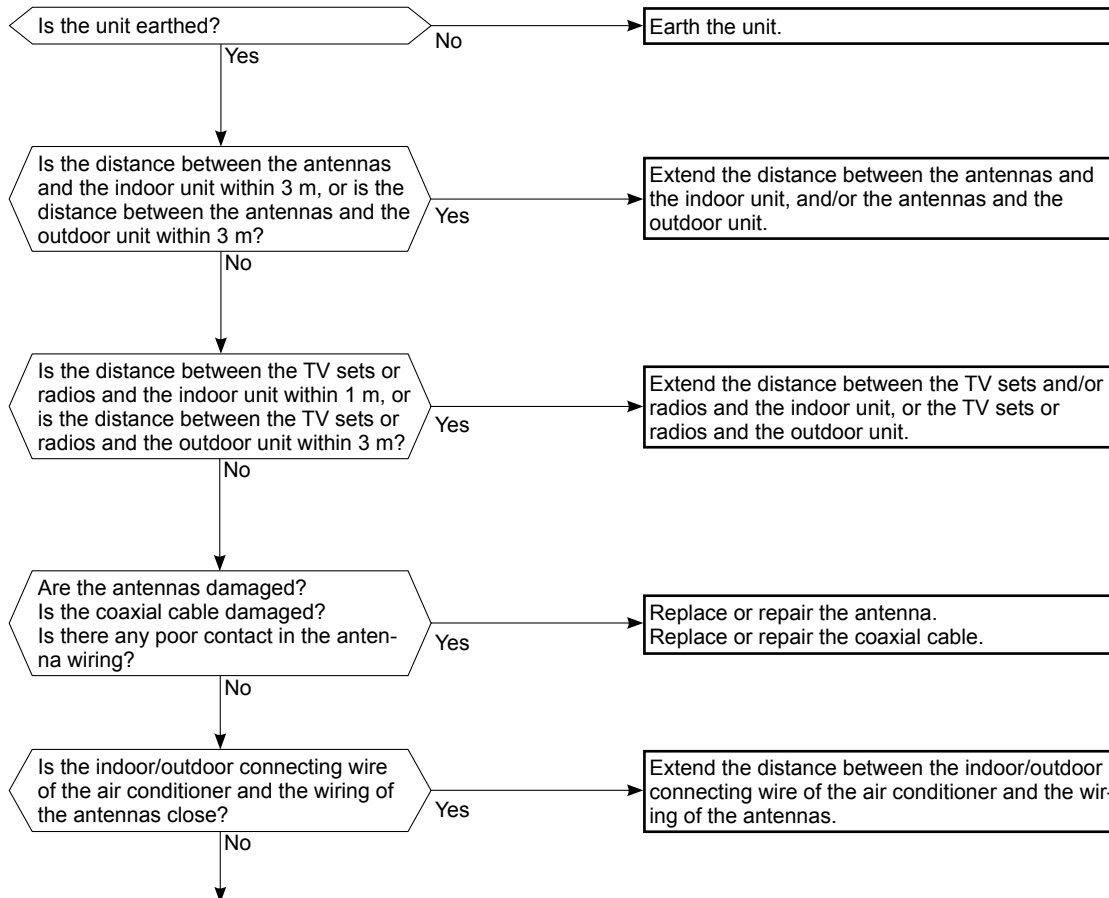 Is the unit earthed?
No
Earth the unit.
Yes
Is the distance between the antennas
and the indoor unit within 3 m, or is the
distance between the antennas and the
outdoor unit within 3 m?
Yes
Extend the distance between the antennas and
the indoor unit, and/or the antennas and the
outdoor unit.
No
Is the distance between the TV sets or
radios and the indoor unit within 1 m, or
is the distance between the TV sets or
radios and the outdoor unit within 3 m?
Yes
Extend the distance between the TV sets and/or
radios and the indoor unit, or the TV sets or
radios and the outdoor unit.
No
Are the antennas damaged?
Is the coaxial cable damaged?
Is there any poor contact in the anten-
na wiring?
Yes
Replace or repair the antenna.
Replace or repair the coaxial cable.
No
Is the indoor/outdoor connecting wire
of the air conditioner and the wiring of
the antennas close?
Yes
Extend the distance between the indoor/outdoor
connecting wire of the air conditioner and the wir-
ing of the antennas.
No